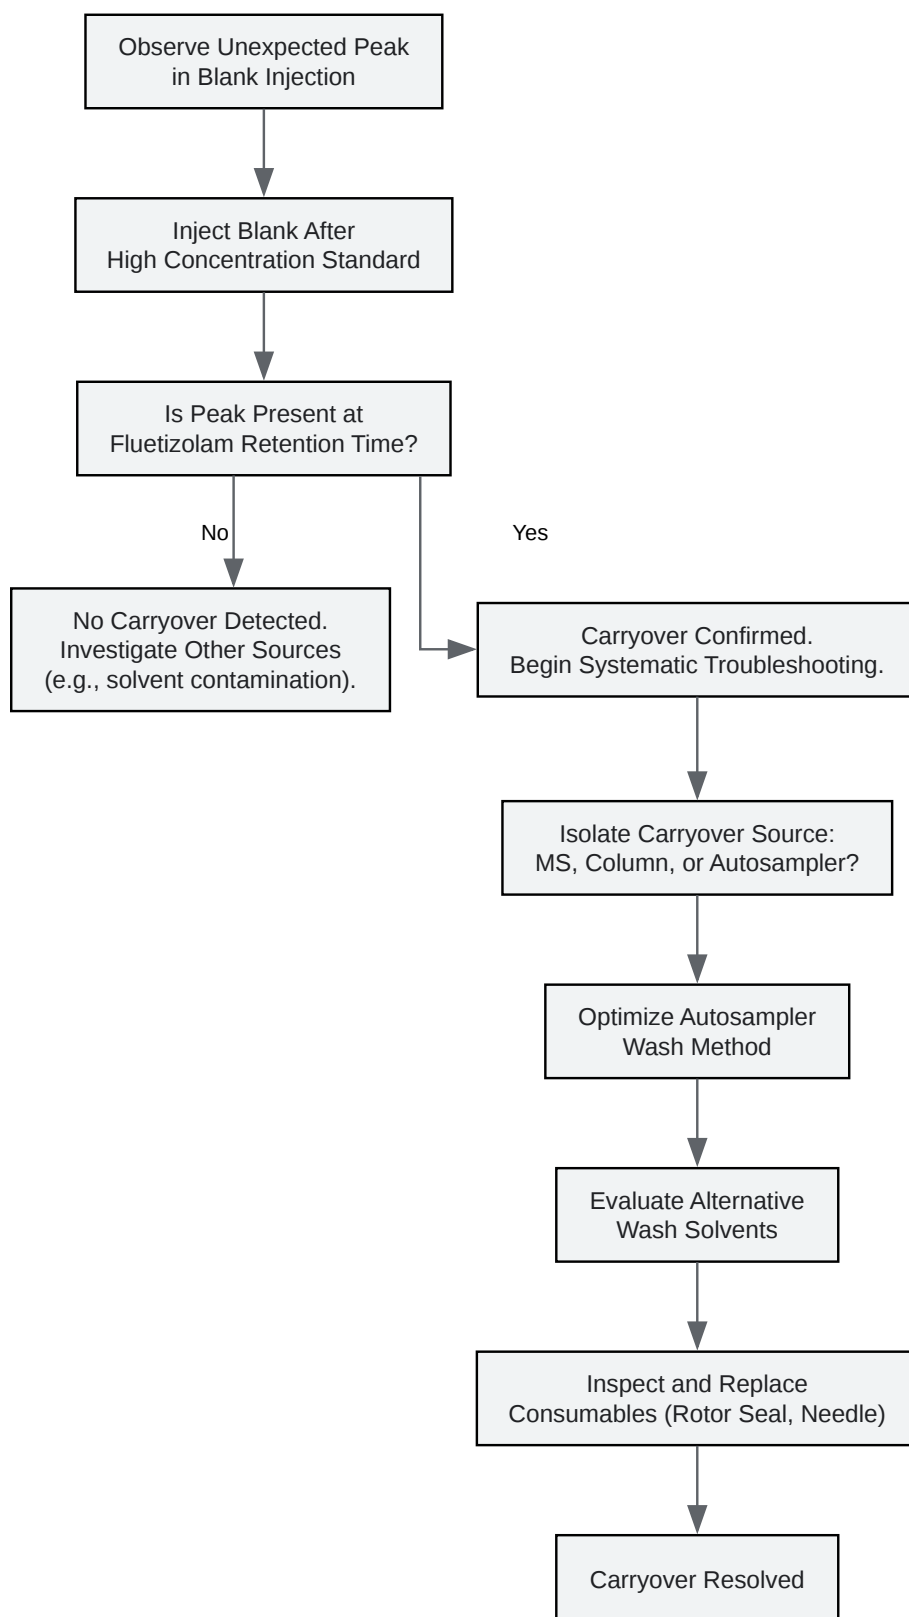 Observe Unexpected Peak
in Blank Injection
Inject Blank After
High Concentration Standard
Is Peak Present at
Fluetizolam Retention Time?
No
Yes
No Carryover Detected.
Investigate Other Sources
(e.g., solvent contamination).
Carryover Confirmed.
Begin Systematic Troubleshooting.
Isolate Carryover Source:
MS, Column, or Autosampler?
Optimize Autosampler
Wash Method
Evaluate Alternative
Wash Solvents
Inspect and Replace
Consumables (Rotor Seal, Needle)
Carryover Resolved